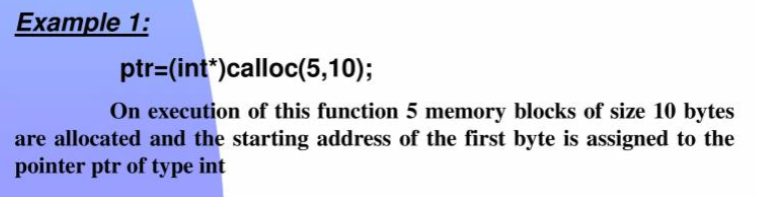 Example 1:
ptr=(int*)calloc(5,10);
On execution of this function 5 memory blocks of size 10 bytes
are allocated and the starting address of the first byte is assigned to the
pointer ptr of type int